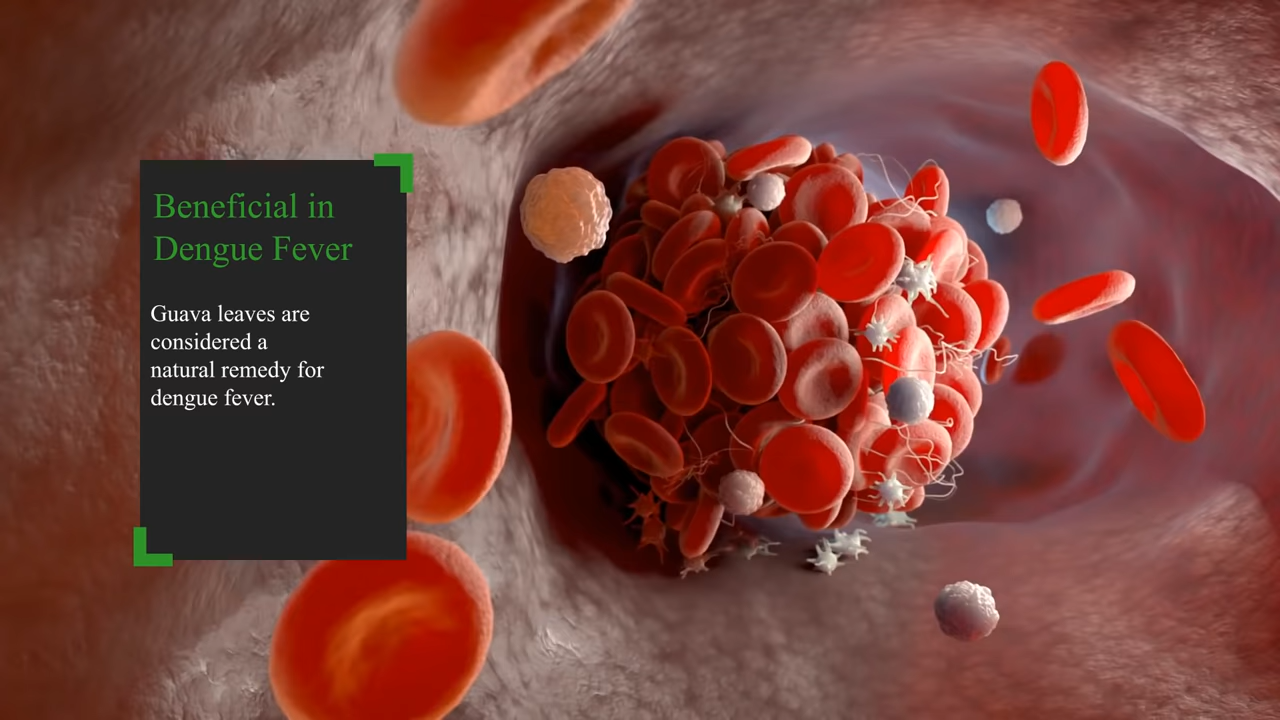 Beneficial in
Dengue Fever
Guava leaves are
considered a
natural remedy for
dengue fever.